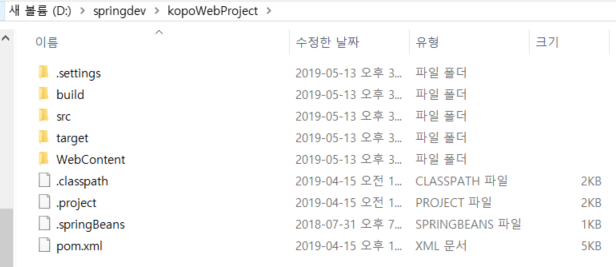 새 볼륨 (D:) > springdev > kopoWebProject >
이름 수정한 날짜 유형 크기
.settings 2019-05-13 오후 3... 파일 폴더
build 2019-05-13 오후 3... 파일 폴더
src 2019-05-13 오후 3... 파일 폴더
target 2019-05-13 오후 3... 파일 폴더
WebContent 2019-05-13 오후 3... 파일 폴더
.classpath 2019-04-15 오전 1... CLASSPATH 파일 2KB
.project 2019-04-15 오전 1... PROJECT 파일 2KB
.springBeans 2018-07-31 오후 7... SPRINGBEANS 파일 1KB
pom.xml 2019-04-15 오후 1... XML 문서 5KB